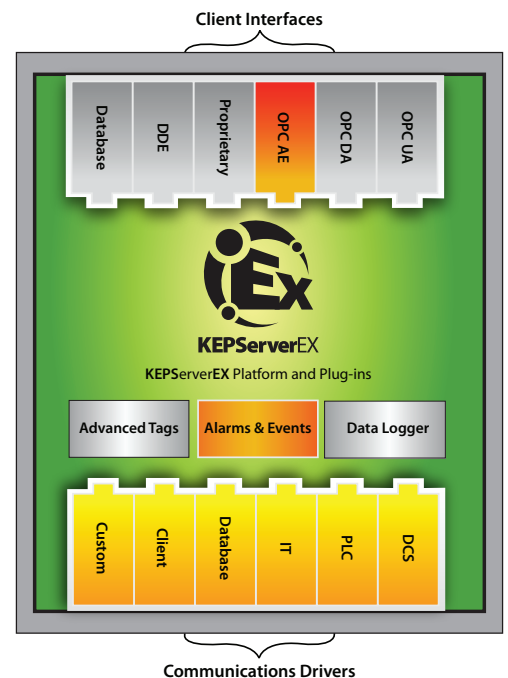 Client Interfaces
Database
DDE
Proprietary
OPC AE
OPC DA
OPC UA
iEx
KEPServerEX
KEPServerEX Platform and Plug-ins
Advanced Tags
Alarms & Events
Data Logger
Custom
Client
Database
IT
PLC
DCS
Communications Drivers